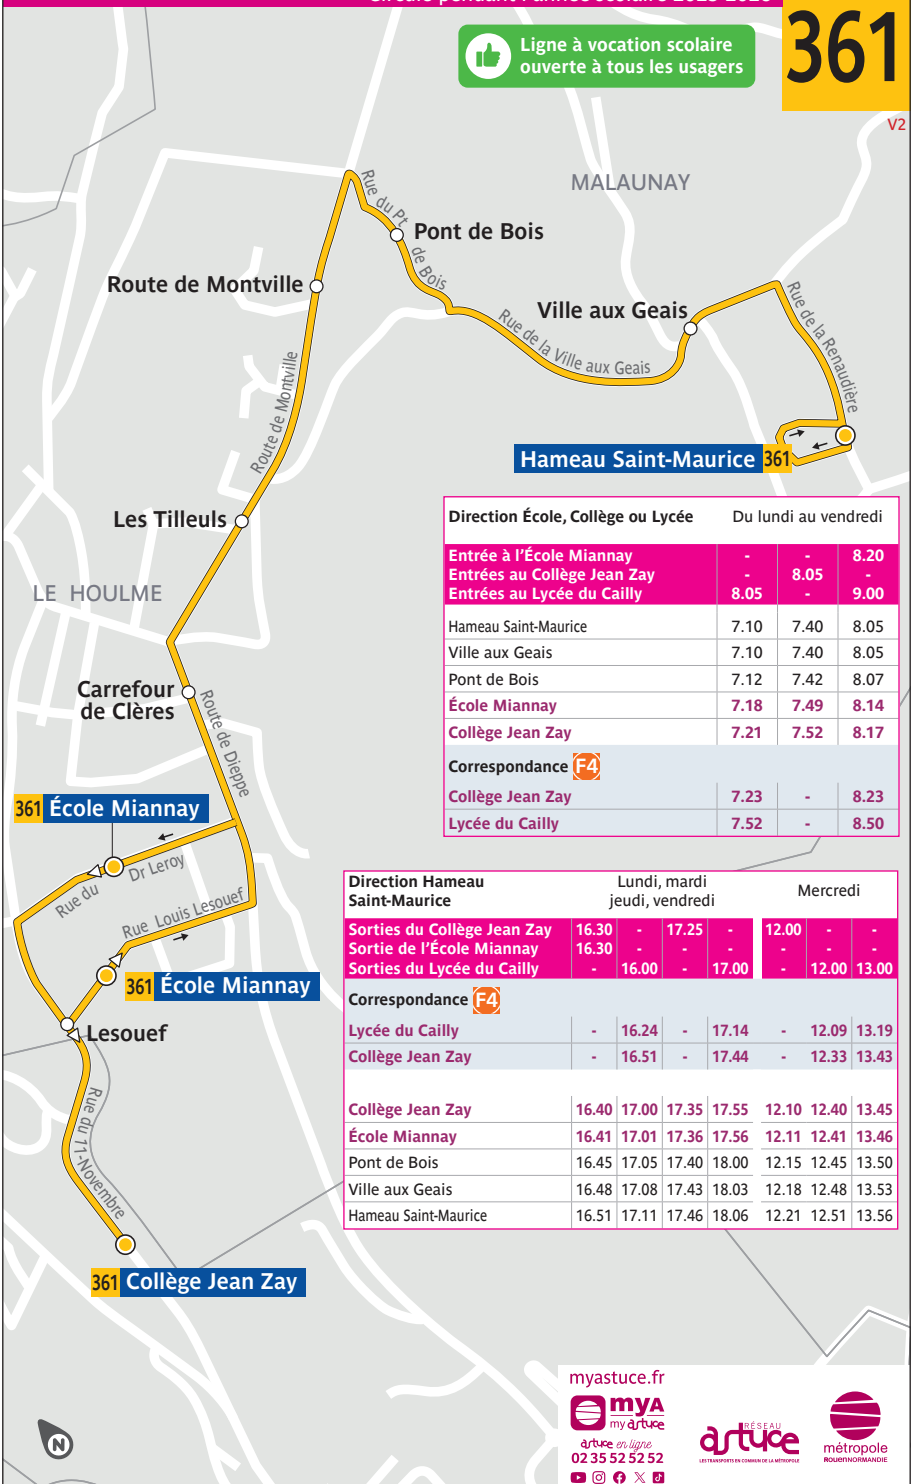 Circule pendant l'année scolaire 2025-2026
361
Ligne à vocation scolaire
ouverte à tous les usagers
V2
MALAUNAY
Rue du Pt
de Bois
Pont de Bois
Route de Montville
Ville aux Geais
Rue de la Ville aux Geais
Rue de la Renaudière
Route de Montville
Hameau Saint-Maurice 361
Les Tilleuls
LE HOULME
Carrefour
de Clères
Route de Dieppe
361 École Miannay
Rue du Dr Leroy
Rue Louis Lesouef
361 École Miannay
Lesouef
Rue du 11-Novembre
361 Collège Jean Zay
N
Direction École, Collège ou Lycée Du lundi au vendredi
Entrée à l'École Miannay - - 8.20
Entrées au Collège Jean Zay - 8.05 -
Entrées au Lycée du Cailly 8.05 - 9.00
Hameau Saint-Maurice 7.10 7.40 8.05
Ville aux Geais 7.10 7.40 8.05
Pont de Bois 7.12 7.42 8.07
École Miannay 7.18 7.49 8.14
Collège Jean Zay 7.21 7.52 8.17
Correspondance F4
Collège Jean Zay 7.23 - 8.23
Lycée du Cailly 7.52 - 8.50
Direction Hameau
Saint-Maurice
Lundi, mardi
jeudi, vendredi
Mercredi
Sorties du Collège Jean Zay 16.30 - 17.25 - 12.00 - -
Sortie de l'École Miannay 16.30 - - - - - -
Sorties du Lycée du Cailly - 16.00 - 17.00 - 12.00 13.00
Correspondance F4
Lycée du Cailly - 16.24 - 17.14 - 12.09 13.19
Collège Jean Zay - 16.51 - 17.44 - 12.33 13.43
Collège Jean Zay 16.40 17.00 17.35 17.55 12.10 12.40 13.45
École Miannay 16.41 17.01 17.36 17.56 12.11 12.41 13.46
Pont de Bois 16.45 17.05 17.40 18.00 12.15 12.45 13.50
Ville aux Geais 16.48 17.08 17.43 18.03 12.18 12.48 13.53
Hameau Saint-Maurice 16.51 17.11 17.46 18.06 12.21 12.51 13.56
myastuce.fr
myA
my astuce
astuce en ligne
02 35 52 52 52
RÉSEAU
astuce
LES TRANSPORTS EN COMMUN DE LA MÉTROPOLE
métropole
ROUENNORMANDIE